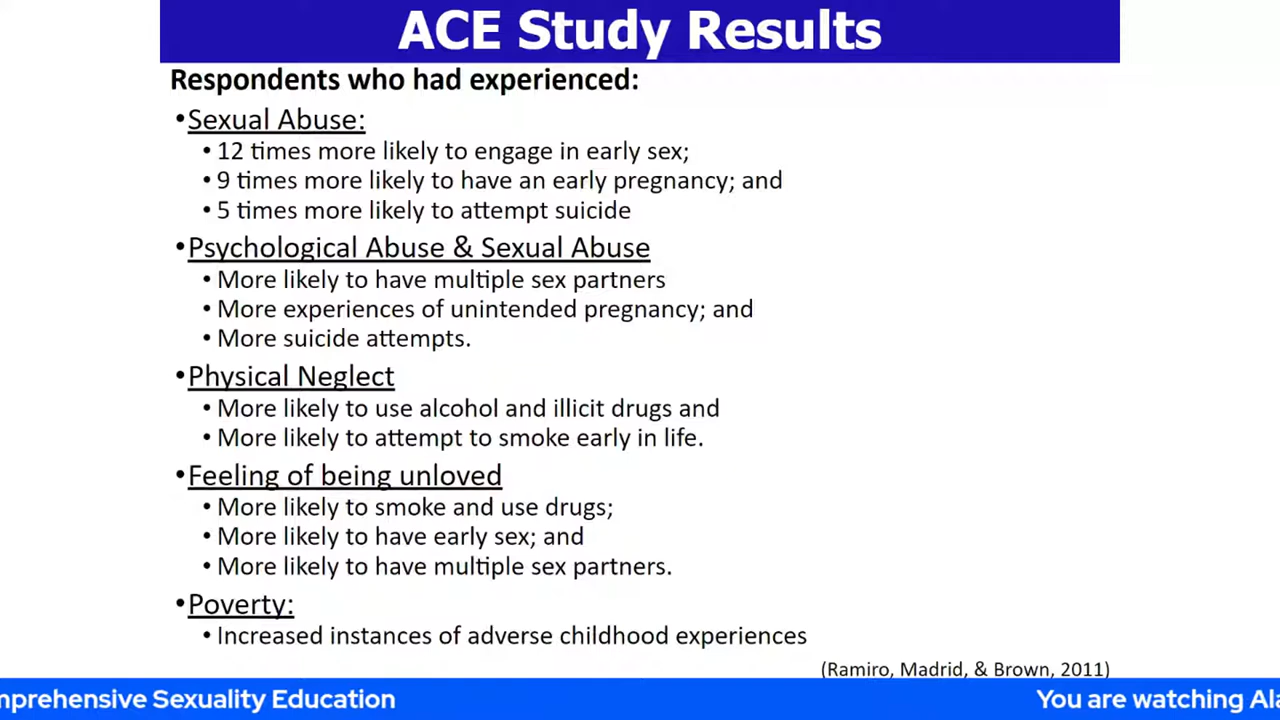 ACE Study Results
Respondents who had experienced:
•Sexual Abuse:
•12 times more likely to engage in early sex;
•9 times more likely to have an early pregnancy; and
•5 times more likely to attempt suicide
•Psychological Abuse & Sexual Abuse
•More likely to have multiple sex partners
•More experiences of unintended pregnancy; and
•More suicide attempts.
•Physical Neglect
•More likely to use alcohol and illicit drugs and
•More likely to attempt to smoke early in life.
•Feeling of being unloved
•More likely to smoke and use drugs;
•More likely to have early sex; and
•More likely to have multiple sex partners.
•Poverty:
•Increased instances of adverse childhood experiences
(Ramiro, Madrid, & Brown, 2011)
mprehensive Sexuality Education You are watching Ala